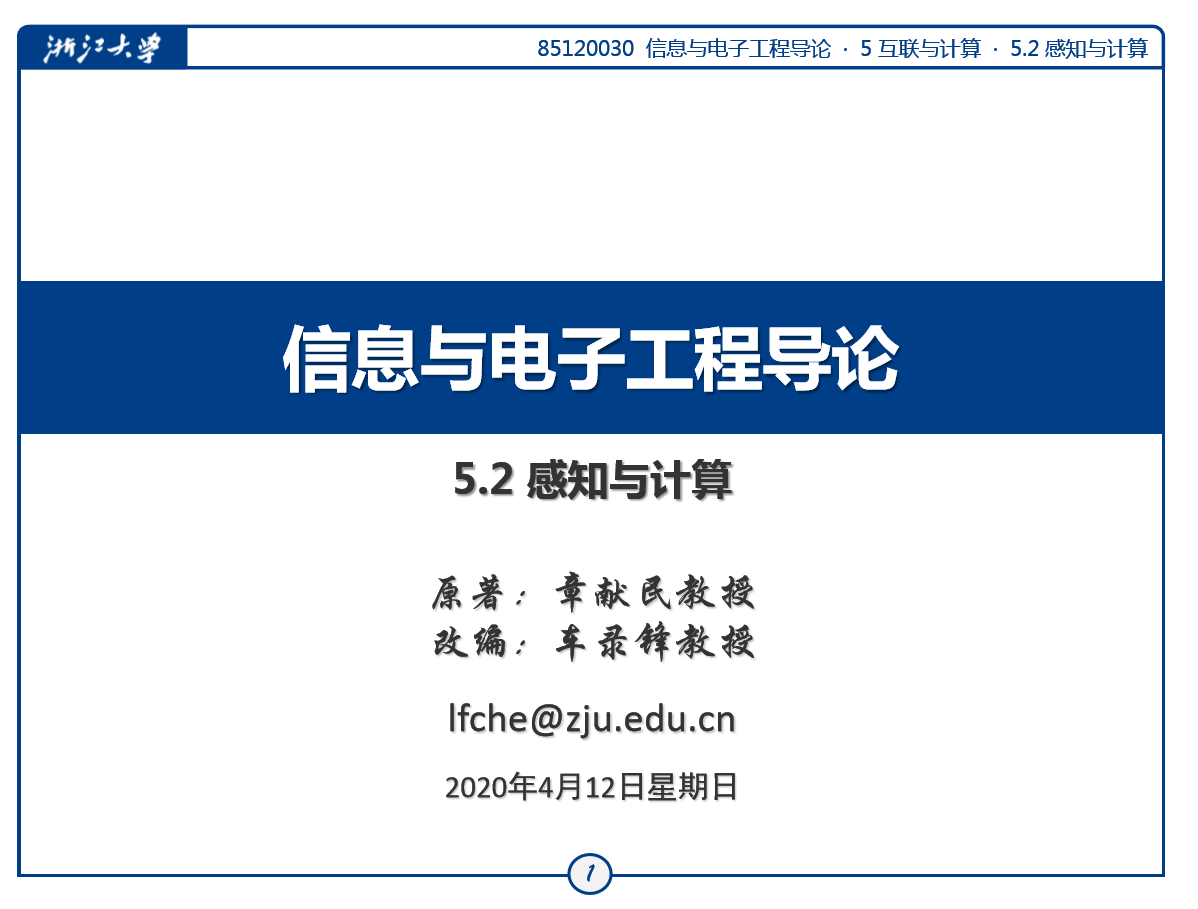 浙江大学
85120030 信息与电子工程导论 · 5 互联与计算 · 5.2 感知与计算
信息与电子工程导论
5.2 感知与计算
原著：章献民教授
改编：车录锋教授
lfche@zju.edu.cn
2020年4月12日星期日
1